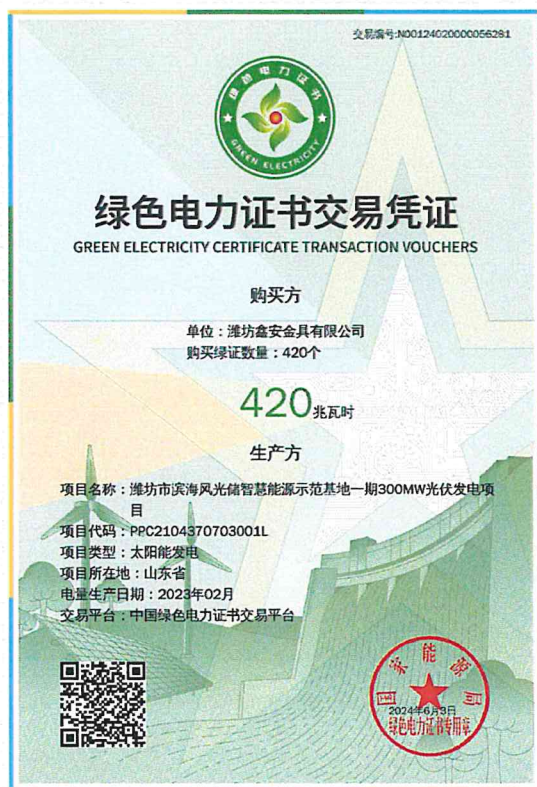 交易编号:N00124020000056281
绿色电力证书
GREEN ELECTRICITY
绿色电力证书交易凭证
GREEN ELECTRICITY CERTIFICATE TRANSACTION VOUCHERS
购买方
单位：潍坊鑫安金具有限公司
购买绿证数量：420个
420兆瓦时
生产方
项目名称：潍坊市滨海风光储智慧能源示范基地一期300MW光伏发电项
目
项目代码：PPC2104370703001L
项目类型：太阳能发电
项目所在地：山东省
电量生产日期：2023年02月
交易平台：中国绿色电力证书交易平台
国家能源局
2024年6月3日
绿色电力证书专用章